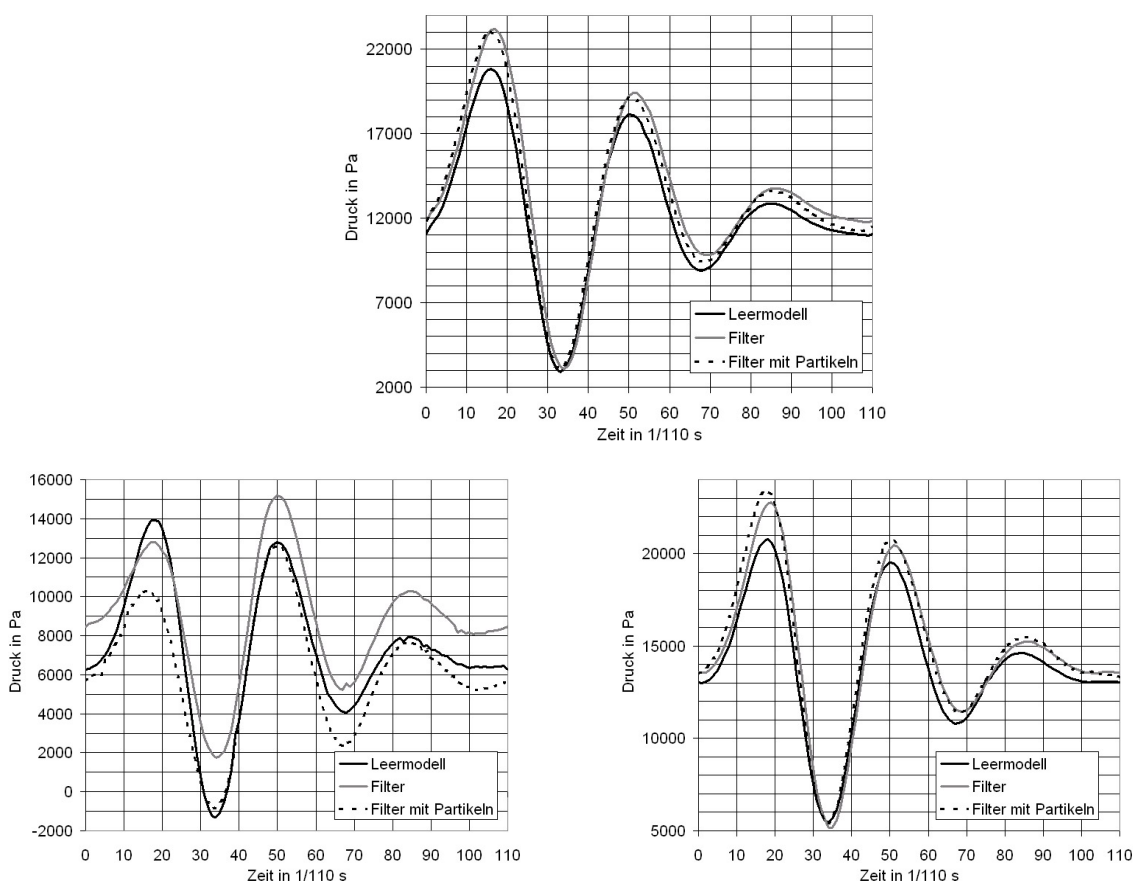 22000
17000
12000
7000
2000
Druck in Pa
0 10 20 30 40 50 60 70 80 90 100 110
Zeit in 1/110 s
Leermodell
Filter
Filter mit Partikeln
16000
14000
12000
10000
8000
6000
4000
2000
0
-2000
Druck in Pa
0 10 20 30 40 50 60 70 80 90 100 110
Zeit in 1/110 s
Leermodell
Filter
Filter mit Partikeln
20000
15000
10000
5000
Druck in Pa
0 10 20 30 40 50 60 70 80 90 100 110
Zeit in 1/110 s
Leermodell
Filter
Filter mit Partikeln